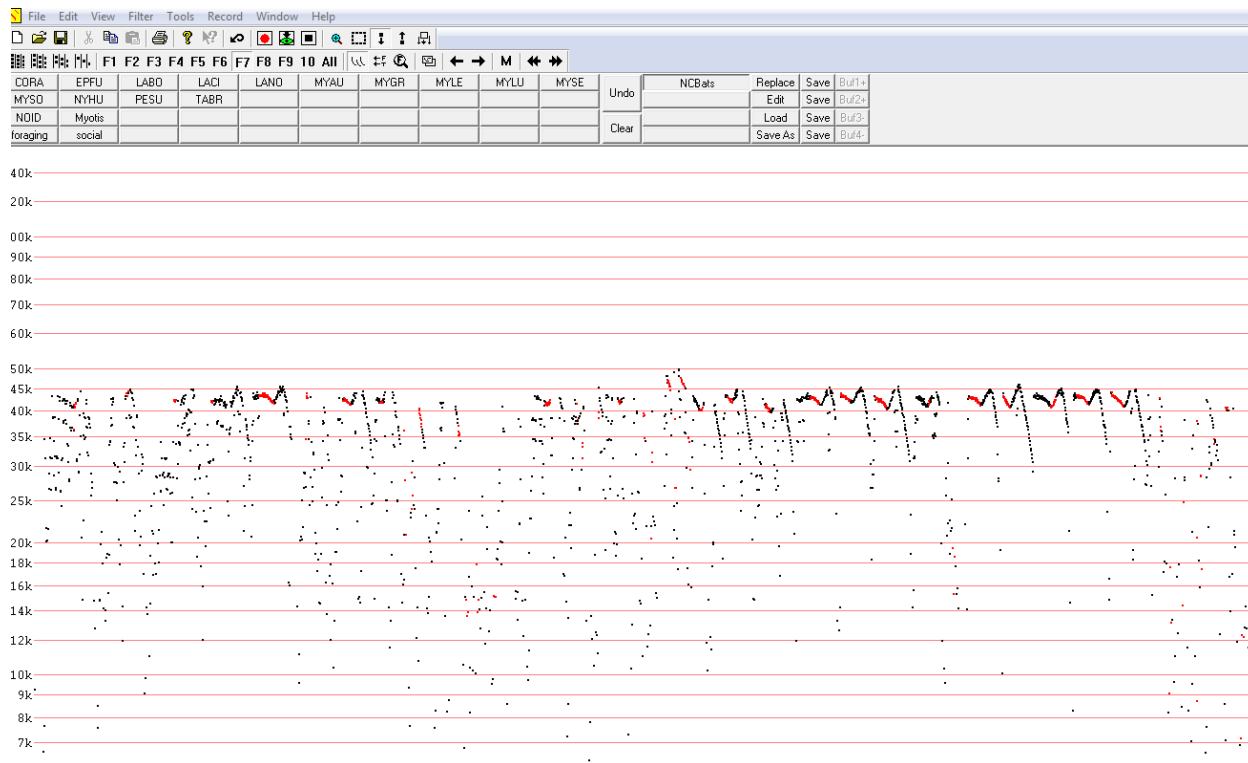 File Edit View Filter Tools Record Window Help
F1 F2 F3 F4 F5 F6 F7 F8 F9 10 All M
CORA EPFU LABO LACI LANO MYAU MYGR MYLE MYLU MYSE Undo NCBats Replace Save Buf1+
MYSO NYHU PESU TABR Edit Save Buf2+
NOID Myotis Clear Load Save Buf3-
foraging social Save As Save Buf4-
40k
20k
00k
90k
80k
70k
60k
50k
45k
40k
35k
30k
25k
20k
18k
16k
14k
12k
10k
9k
8k
7k